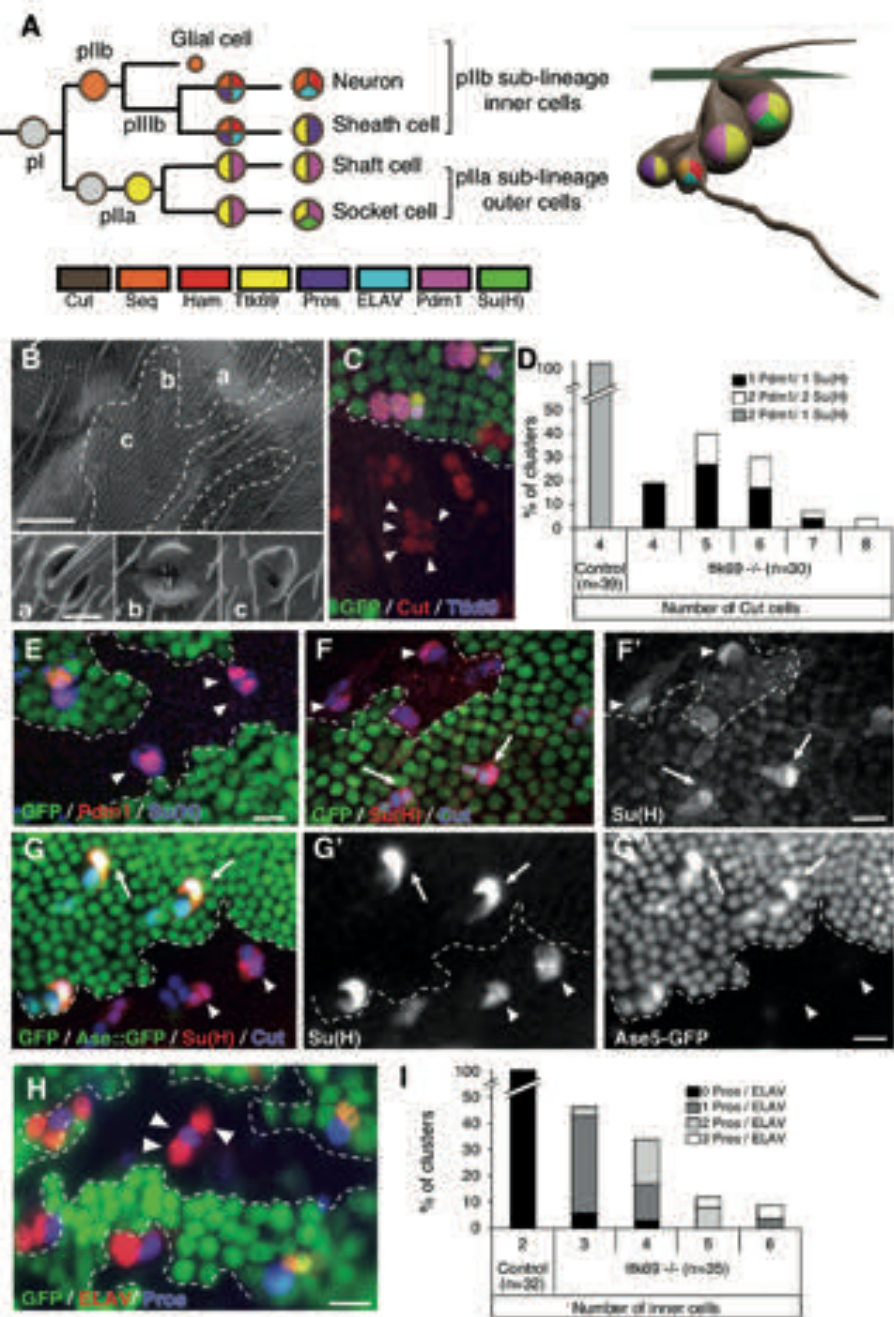 A
Glial cell
pIIb
Neuron
pIIb sub-lineage
inner cells
pIIIb
Sheath cell
pI
Shaft cell
pIIa sub-lineage
outer cells
pIIa
Socket cell
Cut Seq Ham Ttk69 Pros ELAV Pdm1 Su(H)
B
b a
c
a b c
C
GFP / Cut / Ttk69
D
% of clusters
100
50
40
30
20
10
0
1 Pdm1/ 1 Su(H)
2 Pdm1/ 2 Su(H)
2 Pdm1/ 1 Su(H)
4 4 5 6 7 8
Control
(n=39)
ttk69 -/- (n=30)
Number of Cut cells
E
GFP / Pdm1 / Su(H)
F
GFP / Su(H) / Cut
F'
Su(H)
G
GFP / Ase::GFP / Su(H) / Cut
G'
Su(H)
G''
Ase5-GFP
H
GFP / ELAV / Pros
I
% of clusters
100
50
40
30
20
10
0
0 Pros / ELAV
1 Pros / ELAV
2 Pros / ELAV
3 Pros / ELAV
2 3 4 5 6
Control
(n=32)
ttk69 -/- (n=35)
Number of inner cells